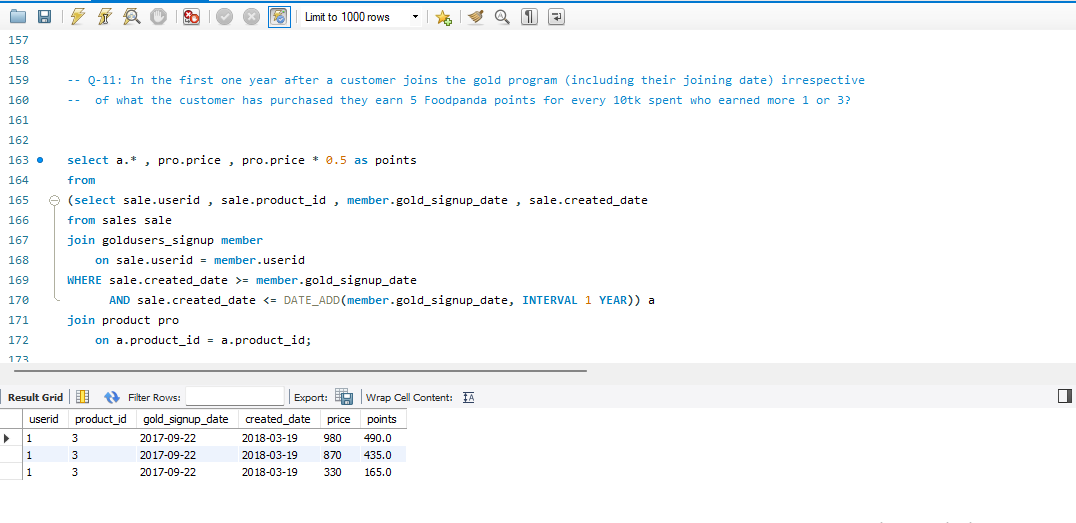 Limit to 1000 rows
157
158
159 -- Q-11: In the first one year after a customer joins the gold program (including their joining date) irrespective
160 -- of what the customer has purchased they earn 5 Foodpanda points for every 10tk spent who earned more 1 or 3?
161
162
163 select a.* , pro.price , pro.price * 0.5 as points
164 from
165 (select sale.userid , sale.product_id , member.gold_signup_date , sale.created_date
166 from sales sale
167 join goldusers_signup member
168 on sale.userid = member.userid
169 WHERE sale.created_date >= member.gold_signup_date
170 AND sale.created_date <= DATE_ADD(member.gold_signup_date, INTERVAL 1 YEAR)) a
171 join product pro
172 on a.product_id = a.product_id;
173
Result Grid Filter Rows: Export: Wrap Cell Content: IA
userid product_id gold_signup_date created_date price points
1 3 2017-09-22 2018-03-19 980 490.0
1 3 2017-09-22 2018-03-19 870 435.0
1 3 2017-09-22 2018-03-19 330 165.0